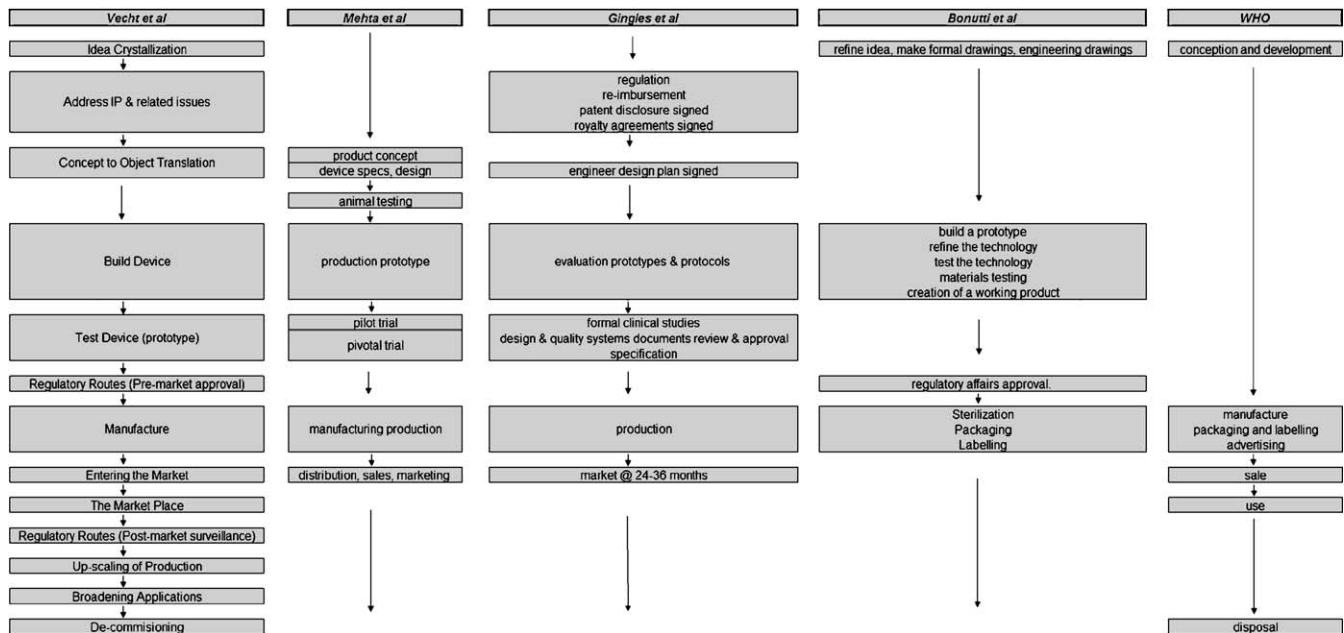 Vecht et al
Idea Crystallization
Address IP & related issues
Concept to Object Translation
Build Device
Test Device (prototype)
Regulatory Routes (Pre-market approval)
Manufacture
Entering the Market
The Market Place
Regulatory Routes (Post-market surveillance)
Up-scaling of Production
Broadening Applications
De-commisioning
Mehta et al
product concept
device specs, design
animal testing
production prototype
pilot trial
pivotal trial
manufacturing production
distribution, sales, marketing
Gingles et al
regulation
re-imbursement
patent disclosure signed
royalty agreements signed
engineer design plan signed
evaluation prototypes & protocols
formal clinical studies
design & quality systems documents review & approval
specification
production
market @ 24-36 months
Bonutti et al
refine idea, make formal drawings, engineering drawings
build a prototype
refine the technology
test the technology
materials testing
creation of a working product
regulatory affairs approval.
Sterilization
Packaging
Labelling
WHO
conception and development
manufacture
packaging and labelling
advertising
sale
use
disposal